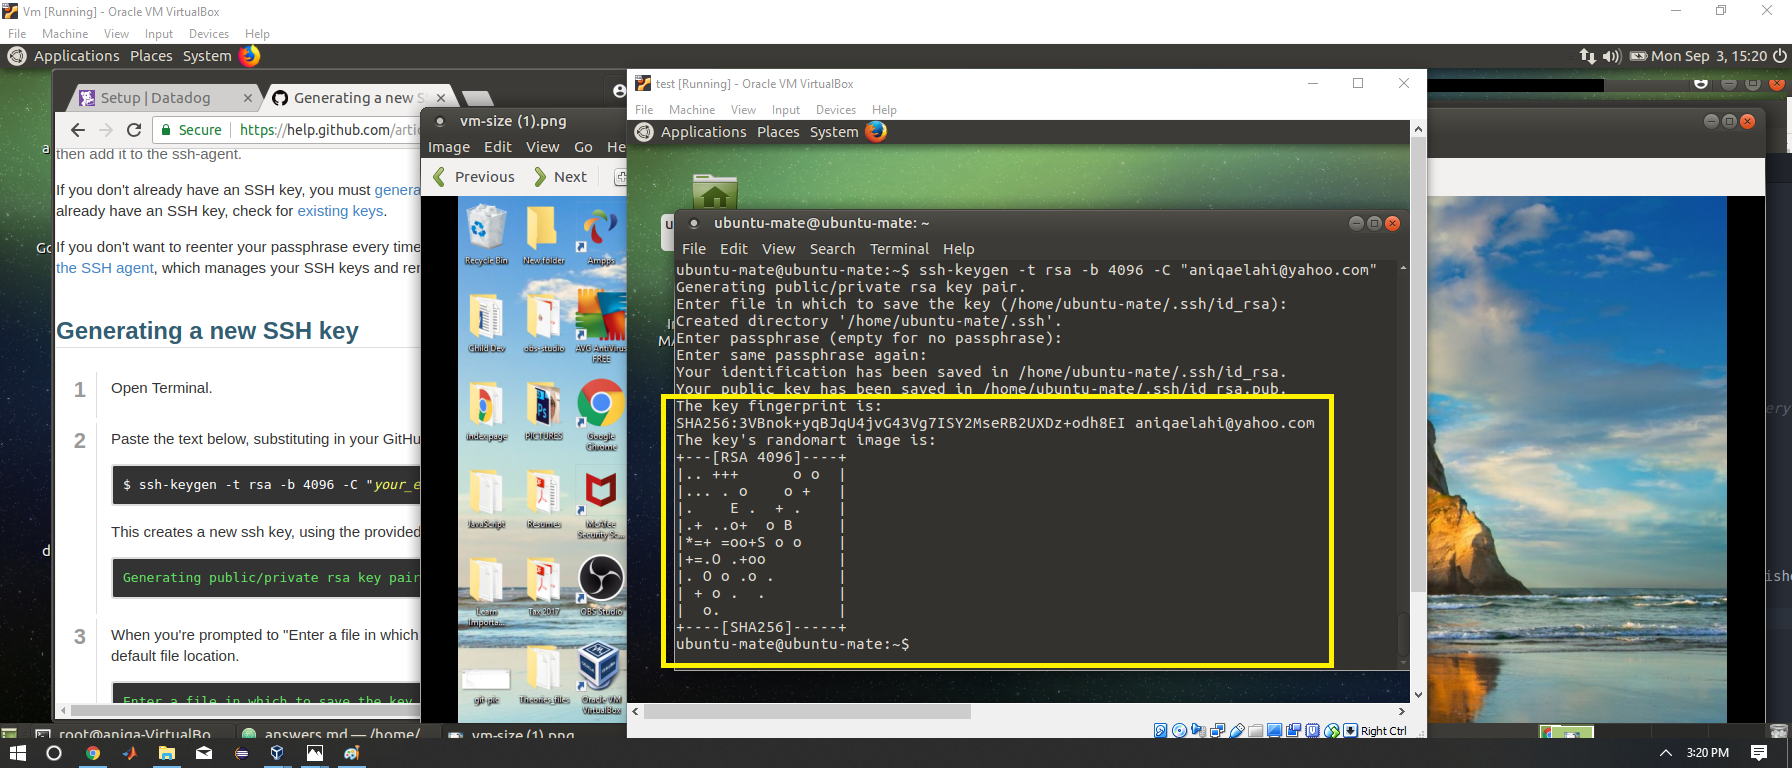 Vm [Running] - Oracle VM VirtualBox
File Machine View Input Devices Help
Applications Places System
Mon Sep 3, 15:20
Setup | Datadog
Generating a new S
Secure https://help.github.com/artic
then add it to the ssh-agent.
If you don't already have an SSH key, you must genera
already have an SSH key, check for existing keys.
If you don't want to reenter your passphrase every time
the SSH agent, which manages your SSH keys and re
Generating a new SSH key
1 Open Terminal.
2 Paste the text below, substituting in your GitHu
$ ssh-keygen -t rsa -b 4096 -C "your_e
This creates a new ssh key, using the provided
Generating public/private rsa key pair
3 When you're prompted to "Enter a file in which
default file location.
Enter a file in which to save the key
vm-size (1).png
Image Edit View Go He
Previous Next
Recycle Bin New folder Ampps
Child Dev obs-studio AVG AntiVirus
FREE
index.page PICTURES Google
Chrome
JavaScript Resumes McAfee
Security Sc...
Learn
Importa... Tax 2017 OBS Studio
git pic Theories_files Oracle VM
VirtualBox
test [Running] - Oracle VM VirtualBox
File Machine View Input Devices Help
Applications Places System
ubuntu-mate@ubuntu-mate: ~
File Edit View Search Terminal Help
ubuntu-mate@ubuntu-mate:~$ ssh-keygen -t rsa -b 4096 -C "aniqaelahi@yahoo.com"
Generating public/private rsa key pair.
Enter file in which to save the key (/home/ubuntu-mate/.ssh/id_rsa):
Created directory '/home/ubuntu-mate/.ssh'.
Enter passphrase (empty for no passphrase):
Enter same passphrase again:
Your identification has been saved in /home/ubuntu-mate/.ssh/id_rsa.
Your public key has been saved in /home/ubuntu-mate/.ssh/id_rsa.pub.
The key fingerprint is:
SHA256:3VBnok+yqBJqU4jvG43Vg7ISY2MseRB2UXDz+odh8EI aniqaelahi@yahoo.com
The key's randomart image is:
+---[RSA 4096]----+
|.. +++      o o  |
|... . o    o +   |
|.    E .  + .    |
|.+ ..o+  o B     |
|*=+ =oo+S o o    |
|+=.O .+oo        |
|. O o .o .       |
| + o .  .        |
|  o.             |
+----[SHA256]-----+
ubuntu-mate@ubuntu-mate:~$
Right Ctrl
root@aniqa-VirtualBo
answers.md — /home/
vm-size (1).png
3:20 PM